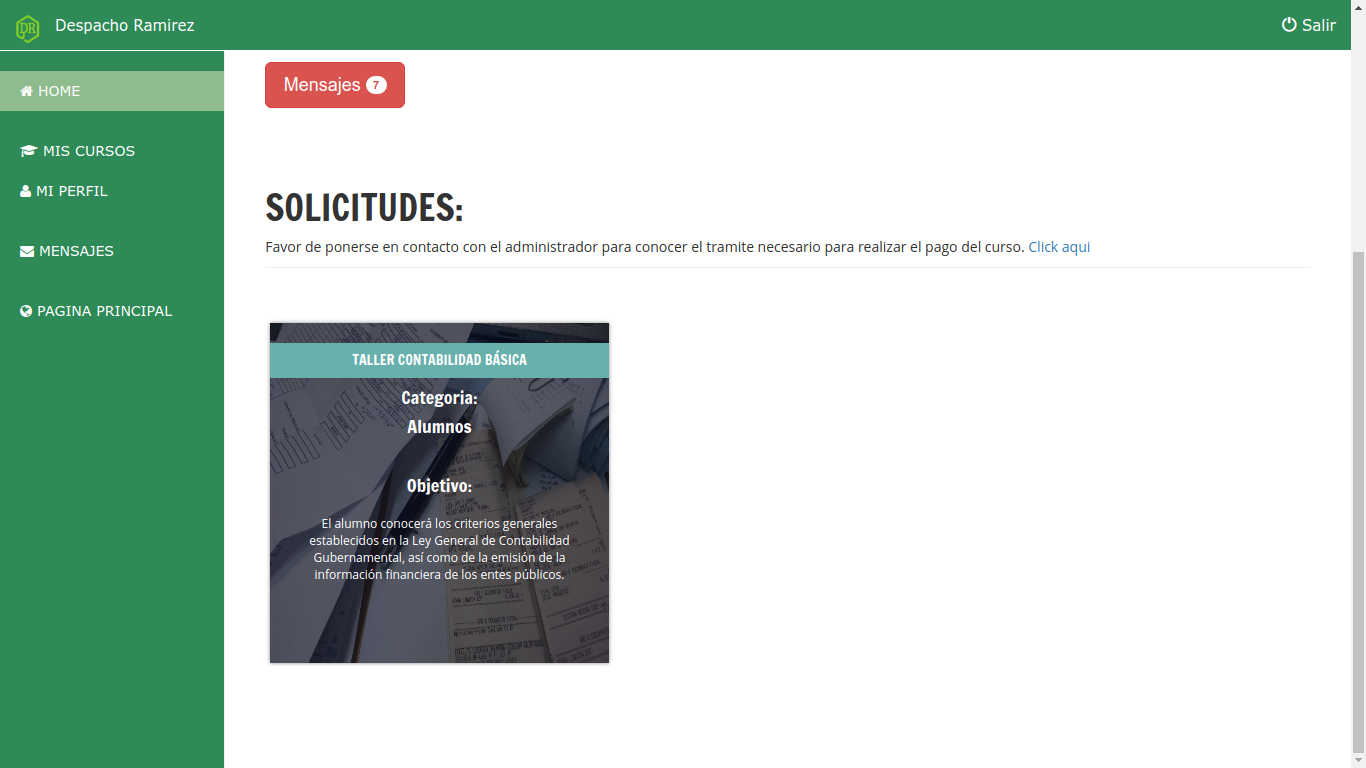 DR
Despacho Ramirez
Salir
HOME
MIS CURSOS
MI PERFIL
MENSAJES
PAGINA PRINCIPAL
Mensajes 7
SOLICITUDES:
Favor de ponerse en contacto con el administrador para conocer el tramite necesario para realizar el pago del curso. Click aqui
TALLER CONTABILIDAD BÁSICA
Categoria:
Alumnos
Objetivo:
El alumno conocerá los criterios generales
establecidos en la Ley General de Contabilidad
Gubernamental, así como de la emisión de la
información financiera de los entes públicos.